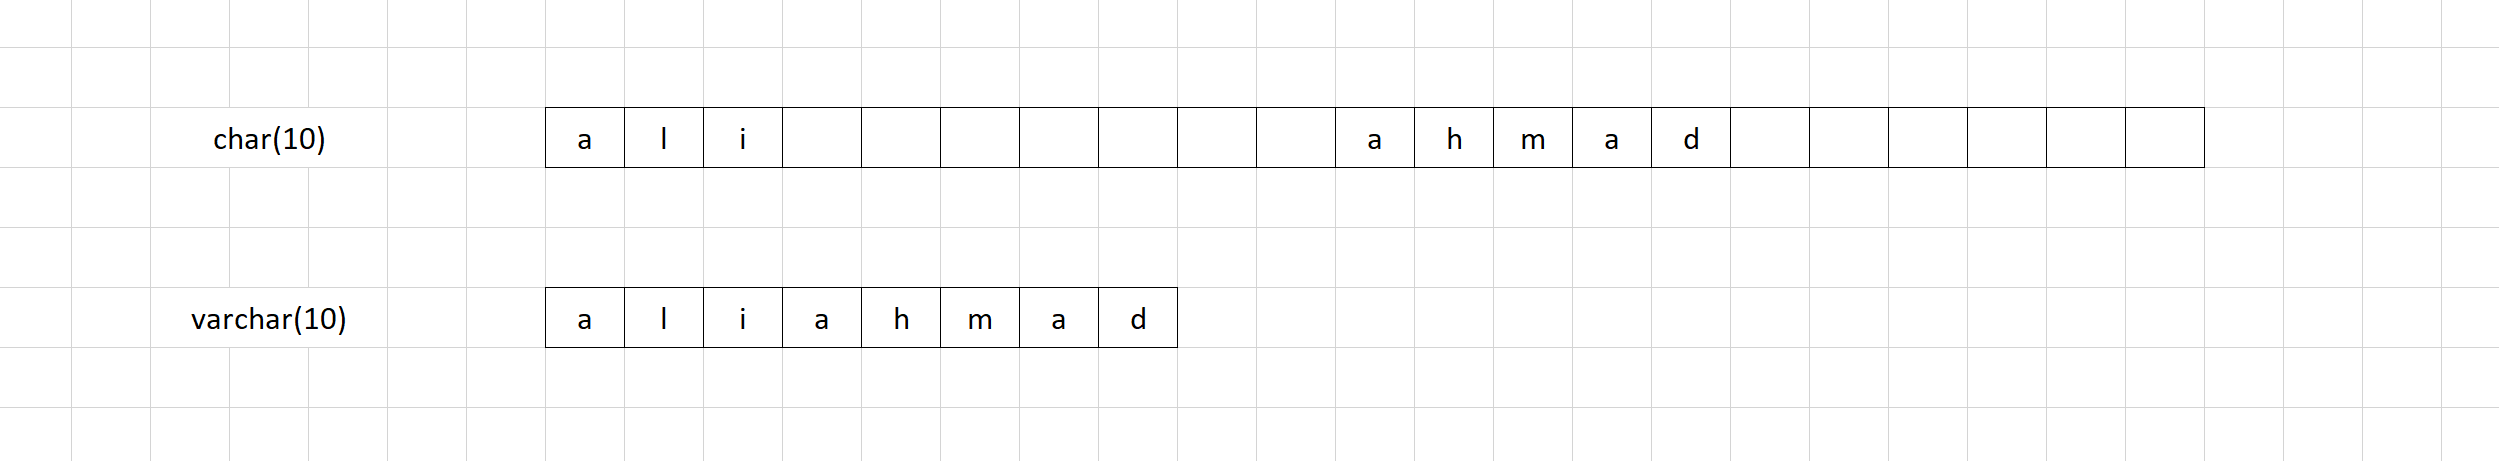 char(10) a l i a h m a d
varchar(10) a l i a h m a d